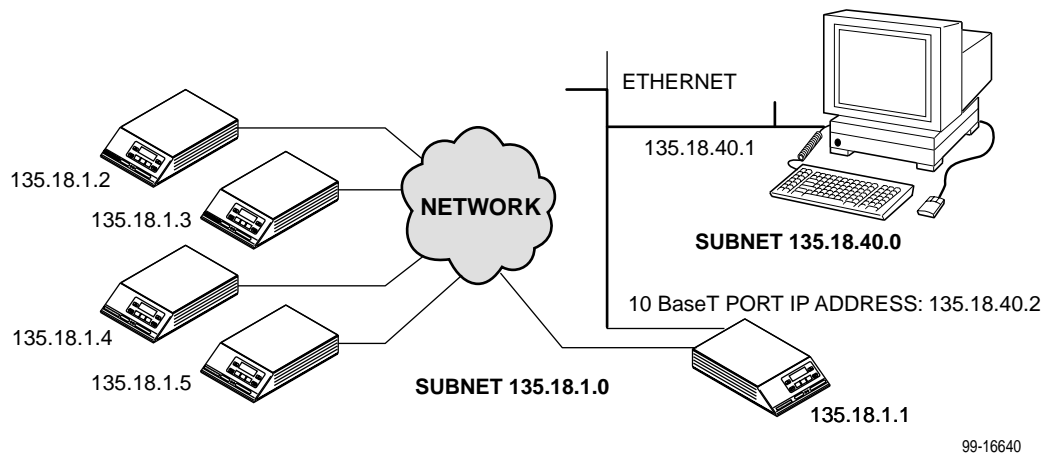 ETHERNET
135.18.40.1
135.18.1.2
135.18.1.3
NETWORK
SUBNET 135.18.40.0
10 BaseT PORT IP ADDRESS: 135.18.40.2
135.18.1.4
135.18.1.5
SUBNET 135.18.1.0
135.18.1.1
99-16640